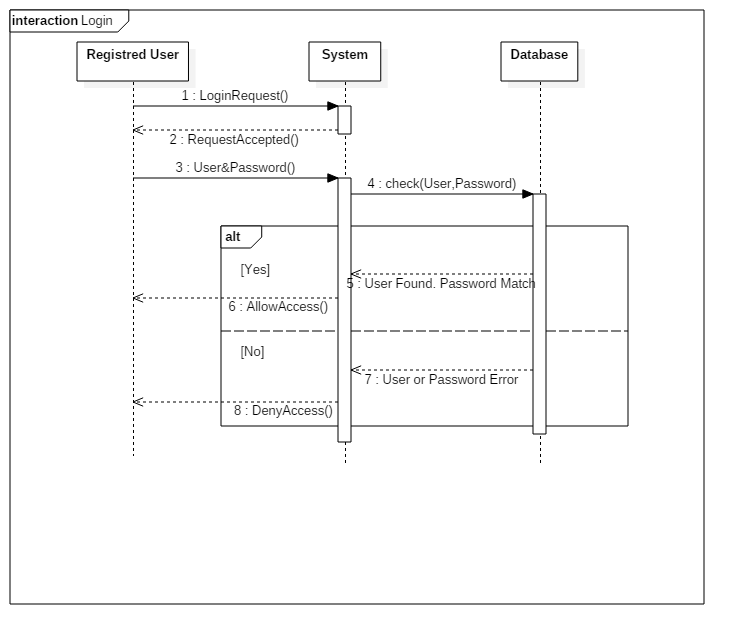 interaction Login
Registred User
System
Database
1 : LoginRequest()
2 : RequestAccepted()
3 : User&Password()
4 : check(User,Password)
alt
[Yes]
5 : User Found. Password Match
6 : AllowAccess()
[No]
7 : User or Password Error
8 : DenyAccess()